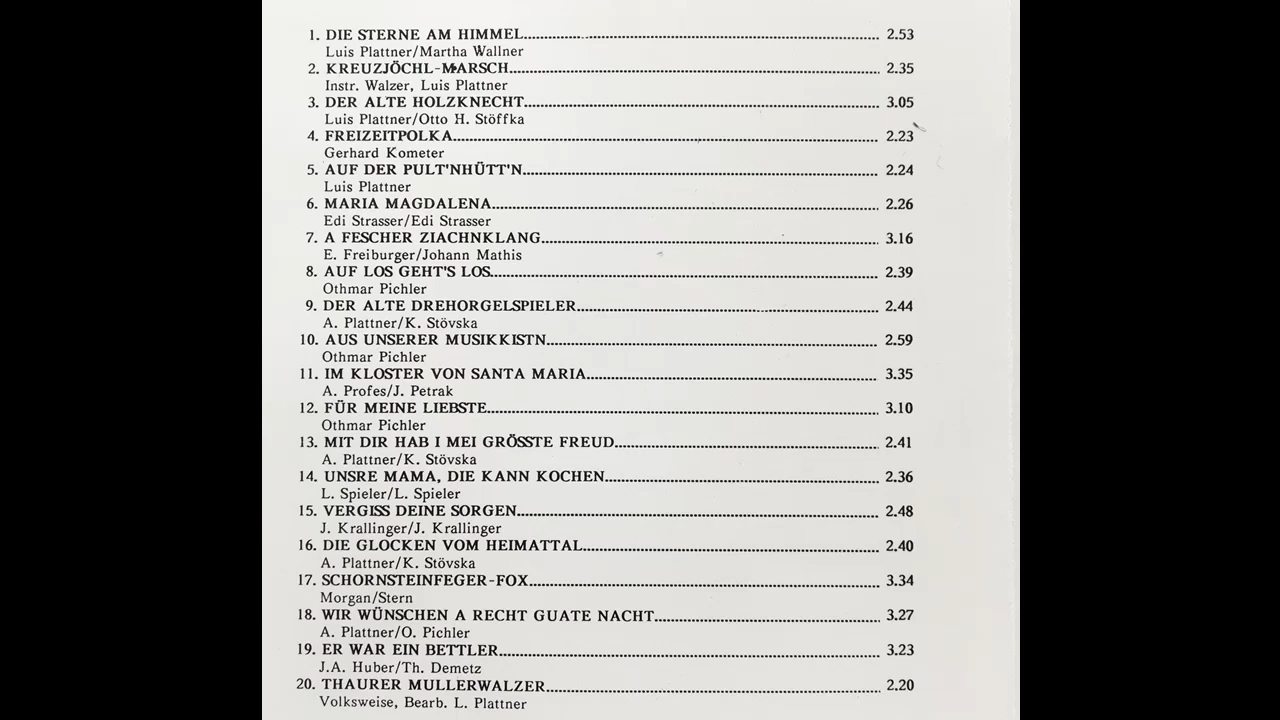 1. DIE STERNE AM HIMMEL........................ 2.53
Luis Plattner/Martha Wallner
2. KREUZJÖCHL-MARSCH........................ 2.35
Instr. Walzer, Luis Plattner
3. DER ALTE HOLZKNECHT........................ 3.05
Luis Plattner/Otto H. Stöffka
4. FREIZEITPOLKA........................ 2.23
Gerhard Kometer
5. AUF DER PULT'NHÜTT'N........................ 2.24
Luis Plattner
6. MARIA MAGDALENA........................ 2.26
Edi Strasser/Edi Strasser
7. A FESCHER ZIACHNKLANG........................ 3.16
E. Freiburger/Johann Mathis
8. AUF LOS GEHT'S LOS........................ 2.39
Othmar Pichler
9. DER ALTE DREHORGELSPIELER........................ 2.44
A. Plattner/K. Stövska
10. AUS UNSERER MUSIKKISTN........................ 2.59
Othmar Pichler
11. IM KLOSTER VON SANTA MARIA........................ 3.35
A. Profes/J. Petrak
12. FÜR MEINE LIEBSTE........................ 3.10
Othmar Pichler
13. MIT DIR HAB I MEI GRÖSSTE FREUD........................ 2.41
A. Plattner/K. Stövska
14. UNSRE MAMA, DIE KANN KOCHEN........................ 2.36
L. Spieler/L. Spieler
15. VERGISS DEINE SORGEN........................ 2.48
J. Krallinger/J. Krallinger
16. DIE GLOCKEN VOM HEIMATTAL........................ 2.40
A. Plattner/K. Stövska
17. SCHORNSTEINFEGER-FOX........................ 3.34
Morgan/Stern
18. WIR WÜNSCHEN A RECHT GUATE NACHT........................ 3.27
A. Plattner/O. Pichler
19. ER WAR EIN BETTLER........................ 3.23
J.A. Huber/Th. Demetz
20. THAURER MULLERWALZER........................ 2.20
Volksweise, Bearb. L. Plattner